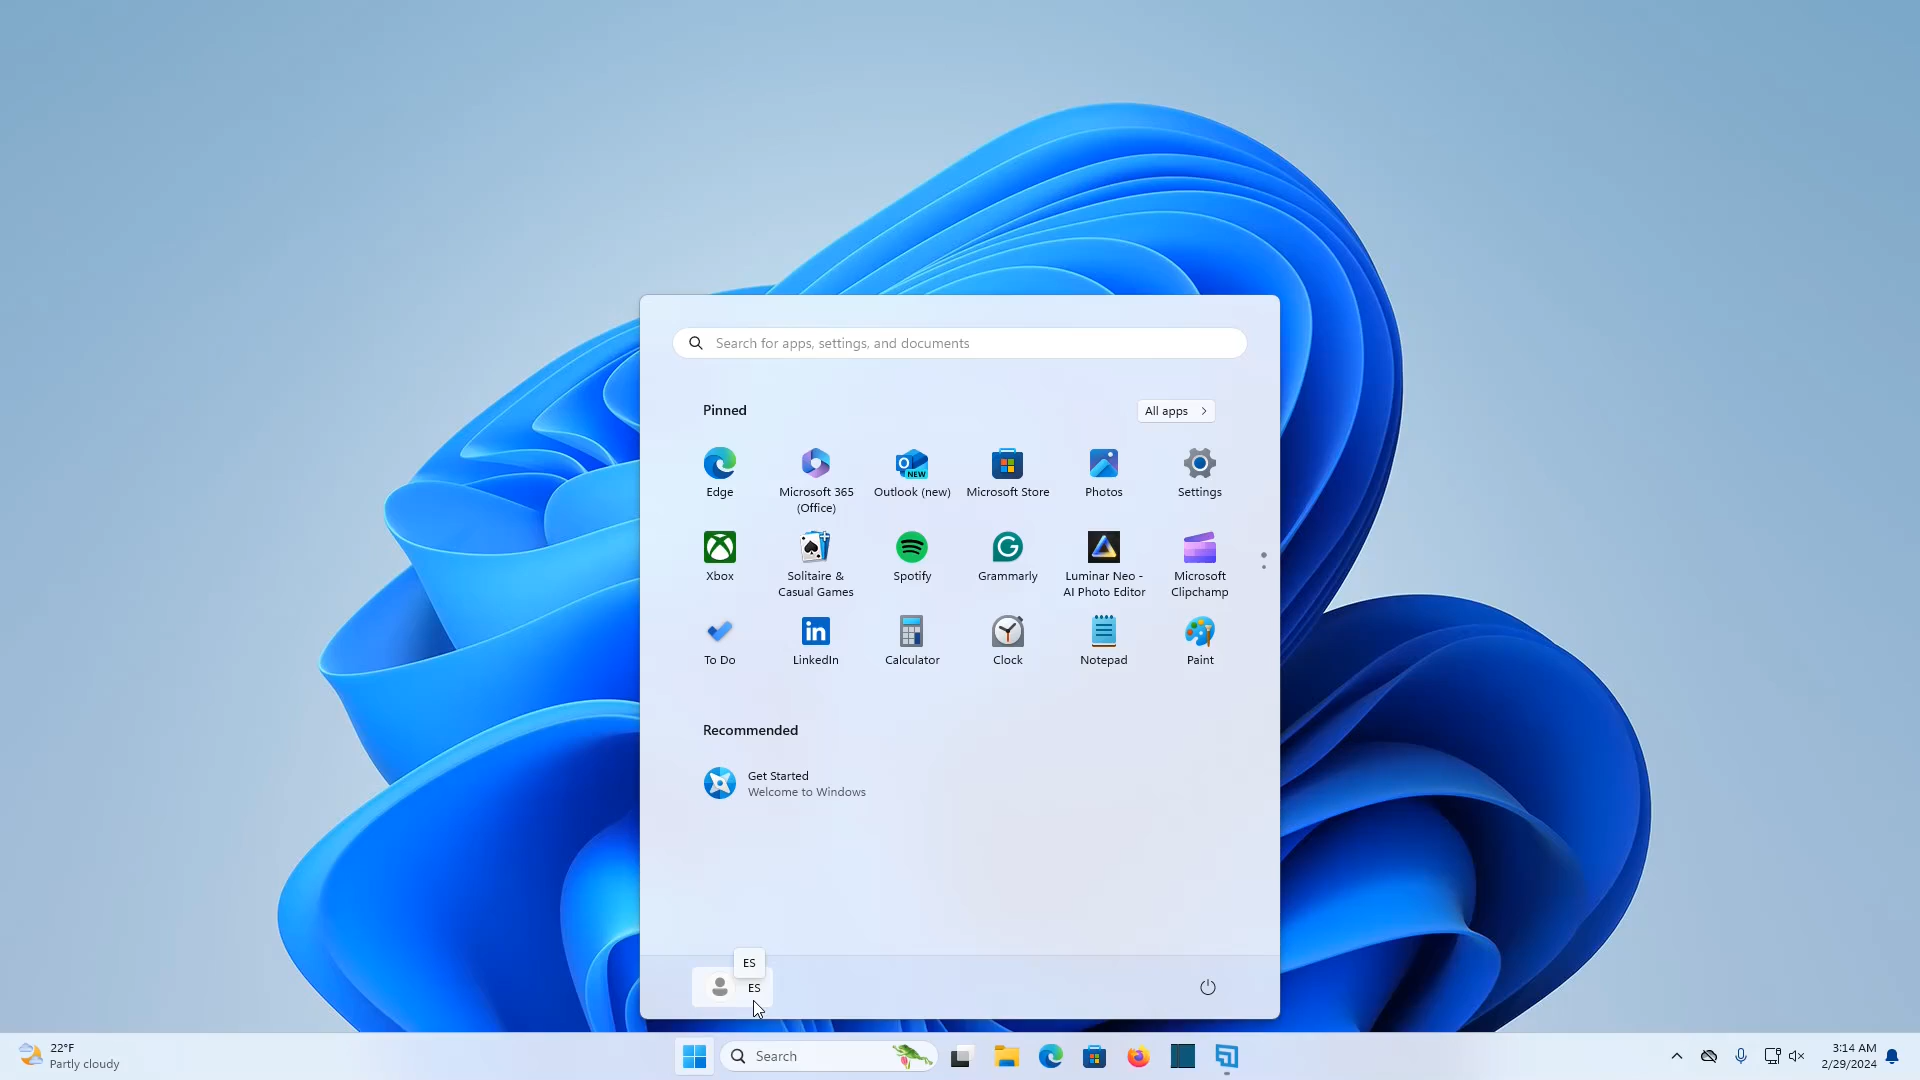 Search for apps, settings, and documents
Pinned
All apps
Edge
Microsoft 365
(Office)
Outlook (new)
Microsoft Store
Photos
Settings
Xbox
Solitaire &
Casual Games
Spotify
Grammarly
Luminar Neo -
AI Photo Editor
Microsoft
Clipchamp
To Do
LinkedIn
Calculator
Clock
Notepad
Paint
Recommended
Get Started
Welcome to Windows
ES
ES
22°F
Partly cloudy
Search
3:14 AM
2/29/2024